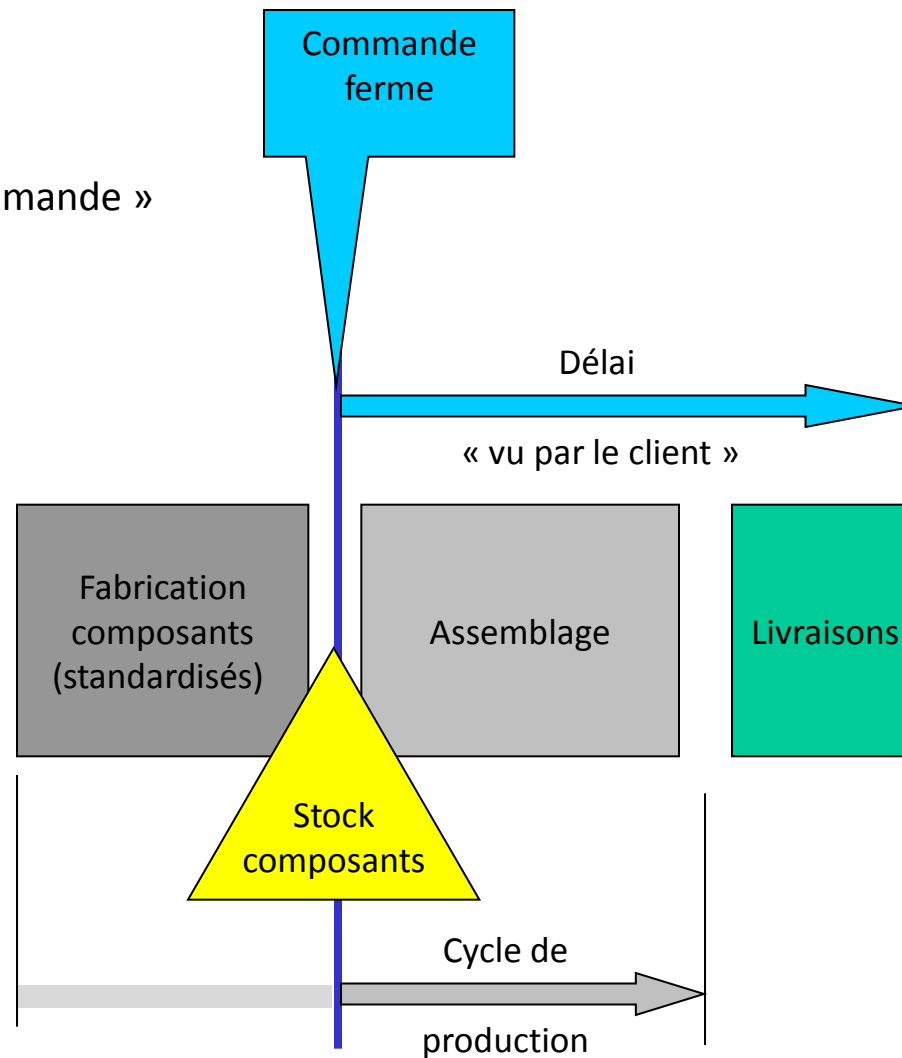 Commande
ferme
mande »
Délai
« vu par le client »
Fabrication
composants
(standardisés)
Assemblage
Livraisons
Stock
composants
Cycle de
production